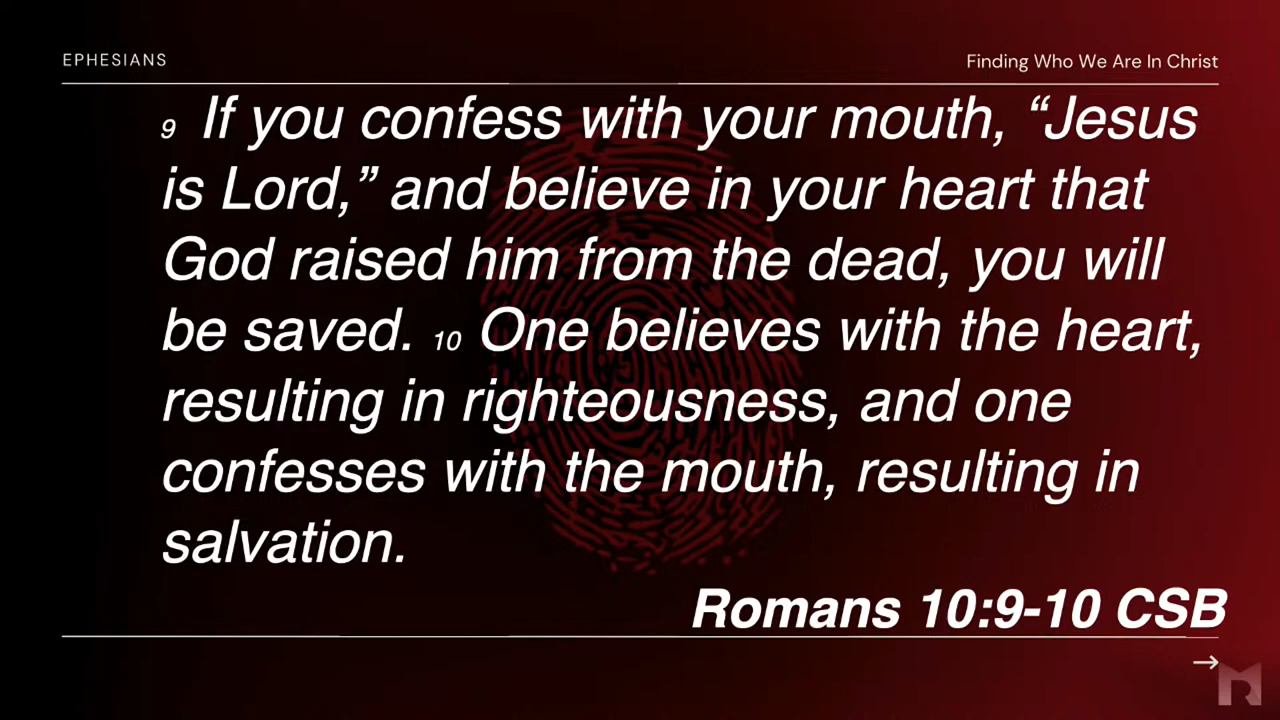 EPHESIANS
Finding Who We Are In Christ
9 If you confess with your mouth, “Jesus
is Lord,” and believe in your heart that
God raised him from the dead, you will
be saved. 10 One believes with the heart,
resulting in righteousness, and one
confesses with the mouth, resulting in
salvation.
Romans 10:9-10 CSB